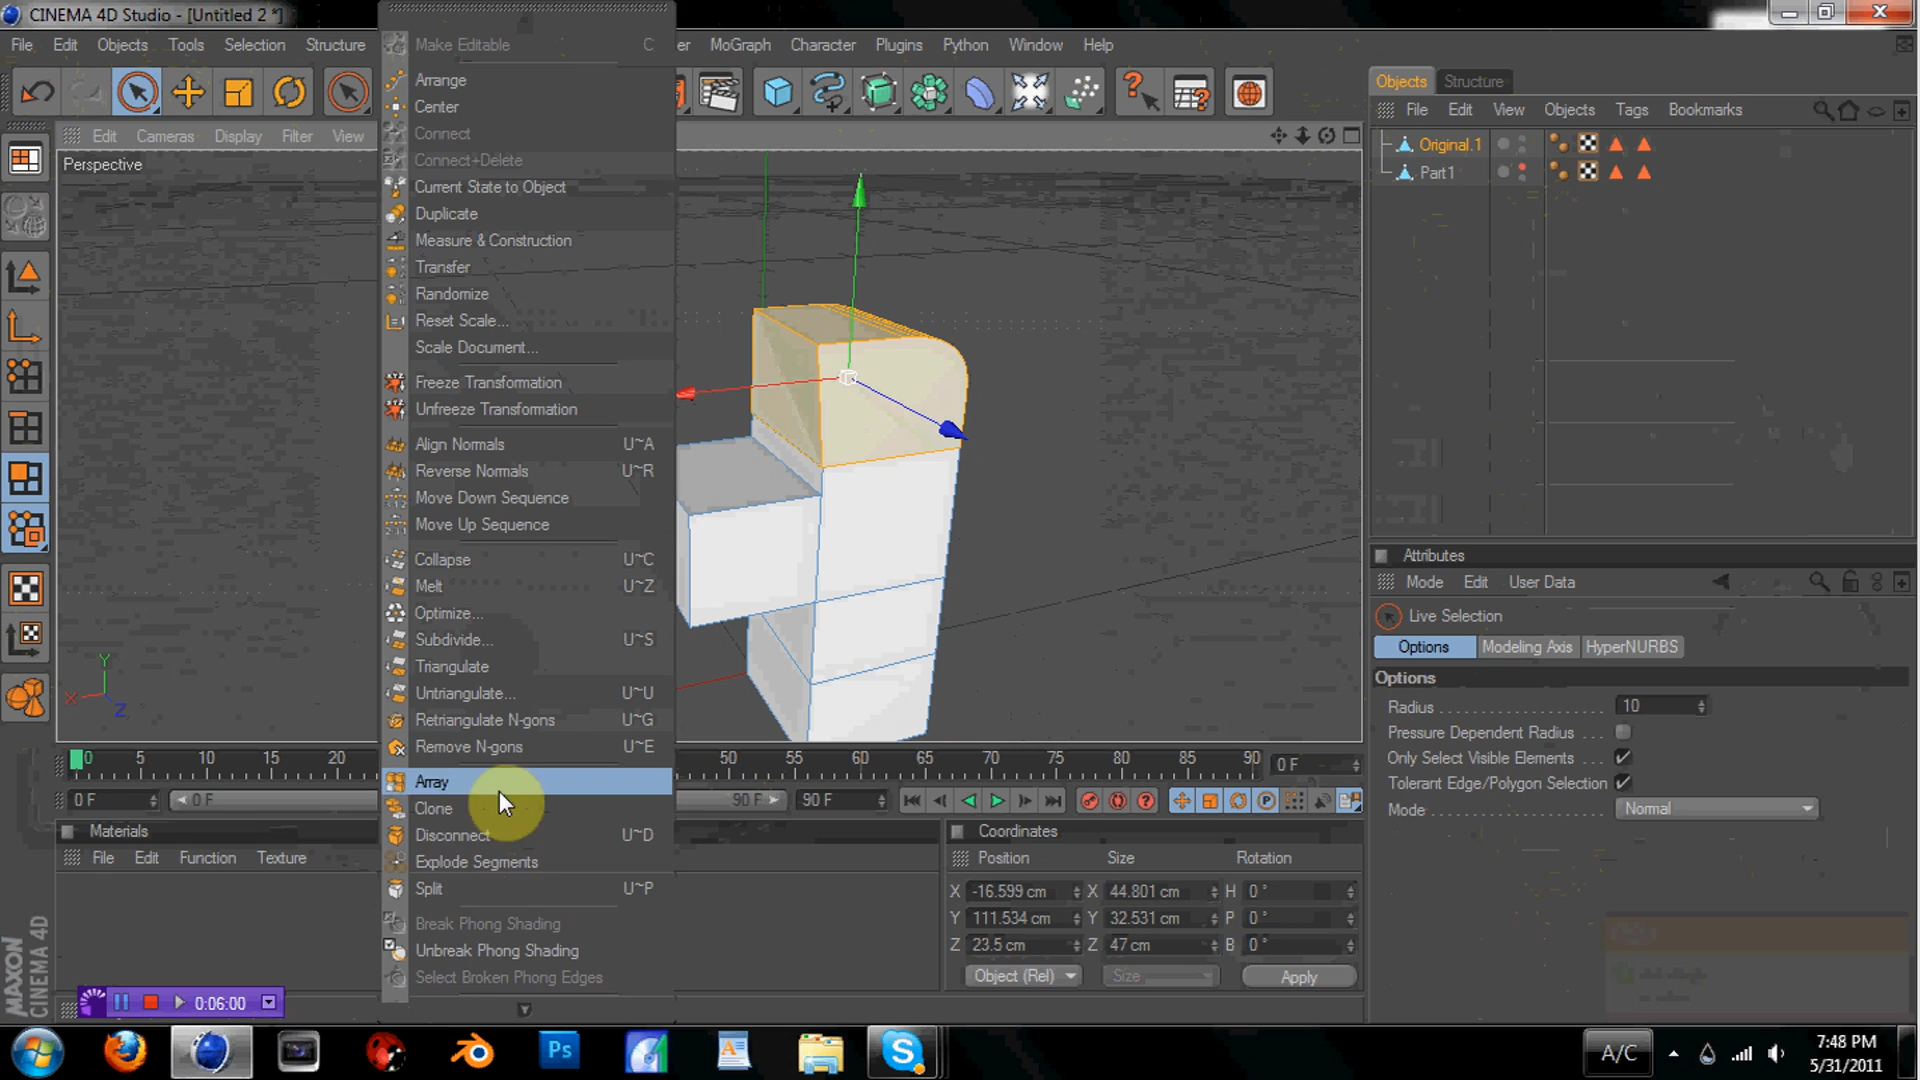 CINEMA 4D Studio - [Untitled 2 *]
File Edit Objects Tools Selection Structure MoGraph Character Plugins Python Window Help
Make Editable C
Arrange
Center
Connect
Connect+Delete
Current State to Object
Duplicate
Measure & Construction
Transfer
Randomize
Reset Scale...
Scale Document...
Freeze Transformation
Unfreeze Transformation
Align Normals U~A
Reverse Normals U~R
Move Down Sequence
Move Up Sequence
Collapse U~C
Melt U~Z
Optimize...
Subdivide... U~S
Triangulate
Untriangulate... U~U
Retriangulate N-gons U~G
Remove N-gons U~E
Array
Clone
Disconnect U~D
Explode Segments
Split U~P
Break Phong Shading
Unbreak Phong Shading
Select Broken Phong Edges
Edit Cameras Display Filter View
Perspective
Y
X
Z
Objects Structure
File Edit View Objects Tags Bookmarks
Original.1
Part1
Attributes
Mode Edit User Data
Live Selection
Options Modeling Axis HyperNURBS
Options
Radius 10
Pressure Dependent Radius
Only Select Visible Elements
Tolerant Edge/Polygon Selection
Mode Normal
0 5 10 15 20 50 55 60 65 70 75 80 85 90 0 F
0 F 0 F 90 F 90 F
Materials
File Edit Function Texture
Coordinates
Position Size Rotation
X -16.599 cm X 44.801 cm H 0 °
Y 111.534 cm Y 32.531 cm P 0 °
Z 23.5 cm Z 47 cm B 0 °
Object (Rel) Size Apply
MAXON
CINEMA 4D
0:06:00
Ps
A/C
7:48 PM
5/31/2011